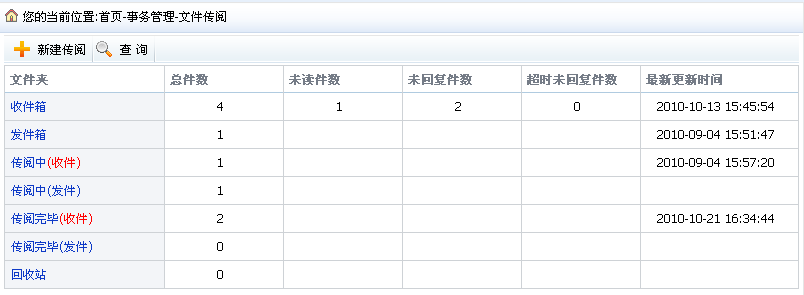 您的当前位置:首页-事务管理-文件传阅
新建传阅 查 询
文件夹 总件数 未读件数 未回复件数 超时未回复件数 最新更新时间
收件箱 4 1 2 0 2010-10-13 15:45:54
发件箱 1 2010-09-04 15:51:47
传阅中(收件) 1 2010-09-04 15:57:20
传阅中(发件) 1
传阅完毕(收件) 2 2010-10-21 16:34:44
传阅完毕(发件) 0
回收站 0